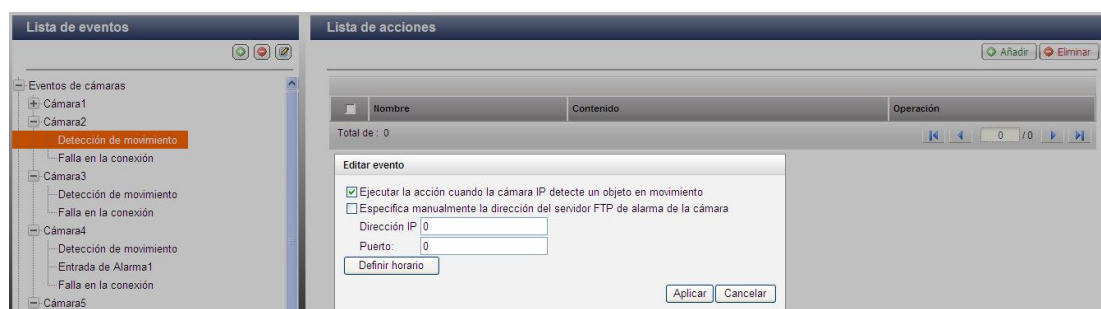 Lista de eventos
Lista de acciones
Añadir
Eliminar
Eventos de cámaras
Cámara1
Cámara2
Detección de movimiento
Falla en la conexión
Cámara3
Detección de movimiento
Falla en la conexión
Cámara4
Detección de movimiento
Entrada de Alarma1
Falla en la conexión
Cámara5
Nombre
Contenido
Operación
Total de : 0
0 / 0
Editar evento
Ejecutar la acción cuando la cámara IP detecte un objeto en movimiento
Especifica manualmente la dirección del servidor FTP de alarma de la cámara
Dirección IP 0
Puerto: 0
Definir horario
Aplicar
Cancelar